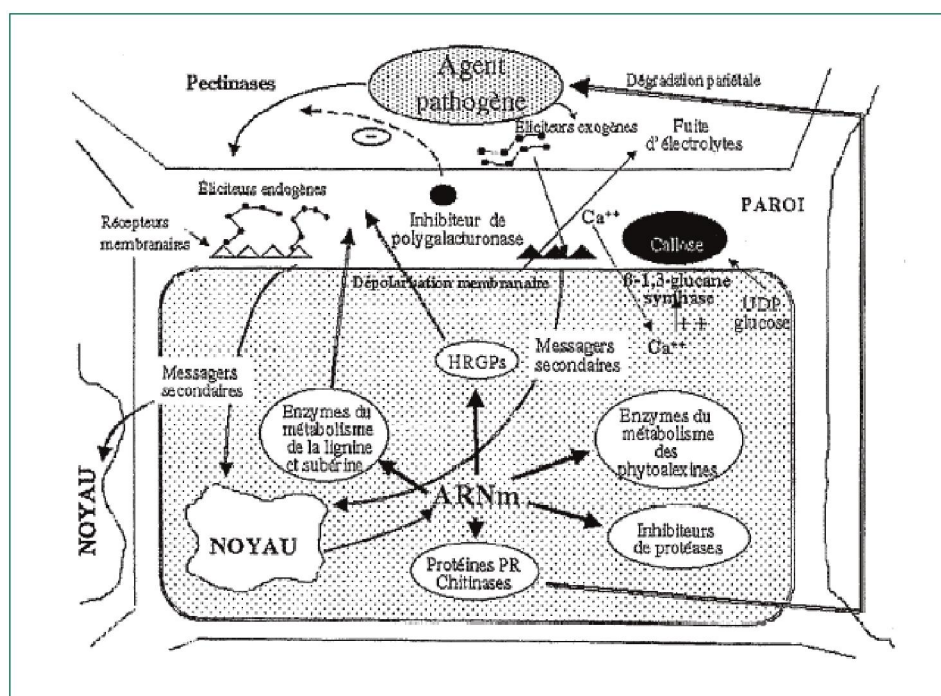 Agent
pathogène
Pectinases
Dégradation pariétale
Éliciteurs exogènes
Fuite
d'électrolytes
Éliciteurs endogènes
PAROI
Récepteurs
membranaires
Inhibiteur de
polygalacturonase
Ca++
Callose
Dépolarisation membranaire
β-1,3-glucane
synthase
UDP
glucose
++
Ca++
Messagers
secondaires
HRGPs
Messagers
secondaires
Enzymes du
métabolisme
de la lignine
et subérine
Enzymes du
métabolisme
des
phytoalexines
ARNm
NOYAU
NOYAU
Inhibiteurs
de protéases
Protéines PR
Chitinases